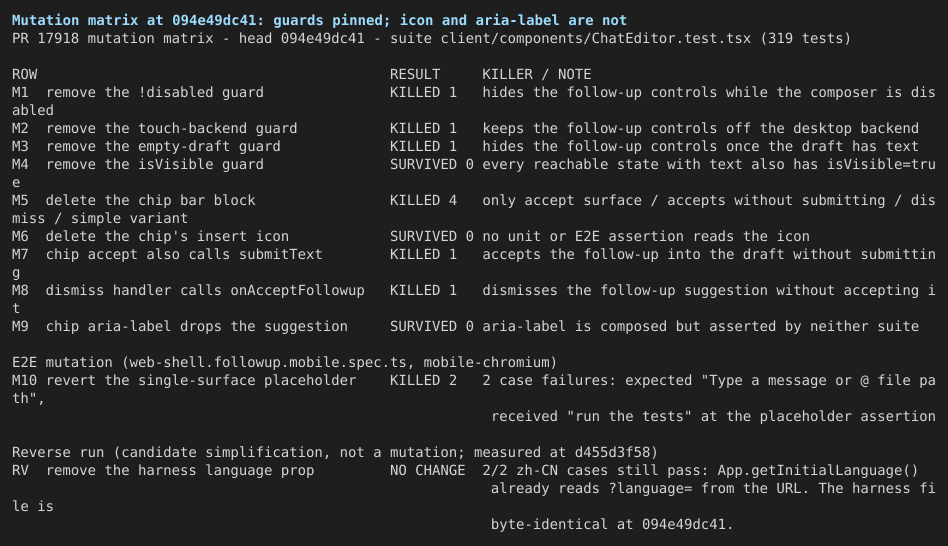 Mutation matrix at 094e49dc41: guards pinned; icon and aria-label are not
PR 17918 mutation matrix - head 094e49dc41 - suite client/components/ChatEditor.test.tsx (319 tests)
ROW                                          RESULT     KILLER / NOTE
M1  remove the !disabled guard               KILLED 1   hides the follow-up controls while the composer is dis
abled
M2  remove the touch-backend guard           KILLED 1   keeps the follow-up controls off the desktop backend
M3  remove the empty-draft guard             KILLED 1   hides the follow-up controls once the draft has text
M4  remove the isVisible guard               SURVIVED 0 every reachable state with text also has isVisible=tru
e
M5  delete the chip bar block                KILLED 4   only accept surface / accepts without submitting / dis
miss / simple variant
M6  delete the chip's insert icon            SURVIVED 0 no unit or E2E assertion reads the icon
M7  chip accept also calls submitText        KILLED 1   accepts the follow-up into the draft without submittin
g
M8  dismiss handler calls onAcceptFollowup   KILLED 1   dismisses the follow-up suggestion without accepting i
t
M9  chip aria-label drops the suggestion     SURVIVED 0 aria-label is composed but asserted by neither suite
E2E mutation (web-shell.followup.mobile.spec.ts, mobile-chromium)
M10 revert the single-surface placeholder    KILLED 2   2 case failures: expected "Type a message or @ file pa
th",
received "run the tests" at the placeholder assertion
Reverse run (candidate simplification, not a mutation; measured at d455d3f58)
RV  remove the harness language prop         NO CHANGE  2/2 zh-CN cases still pass: App.getInitialLanguage()
already reads ?language= from the URL. The harness fi
le is
byte-identical at 094e49dc41.